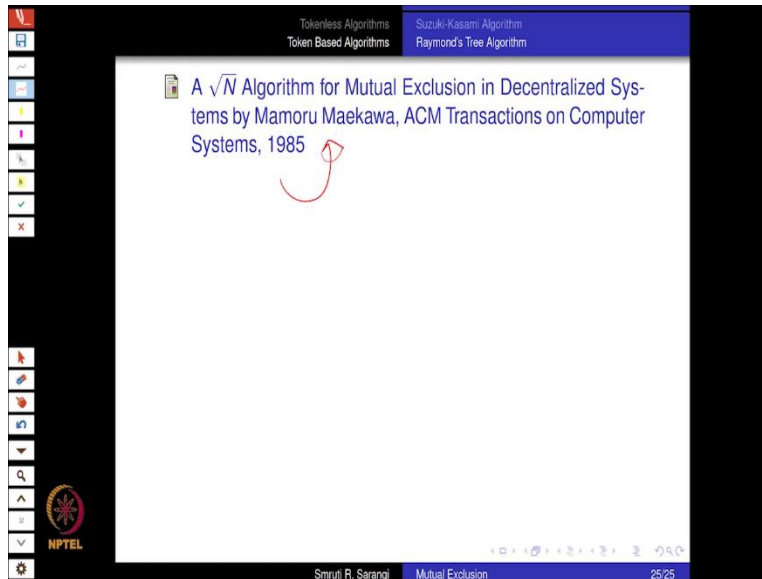 Tokenless Algorithms
Token Based Algorithms
Suzuki-Kasami Algorithm
Raymond's Tree Algorithm
A √N Algorithm for Mutual Exclusion in Decentralized Sys-
tems by Mamoru Maekawa, ACM Transactions on Computer
Systems, 1985
NPTEL
Smruti R. Sarangi
Mutual Exclusion
25/25